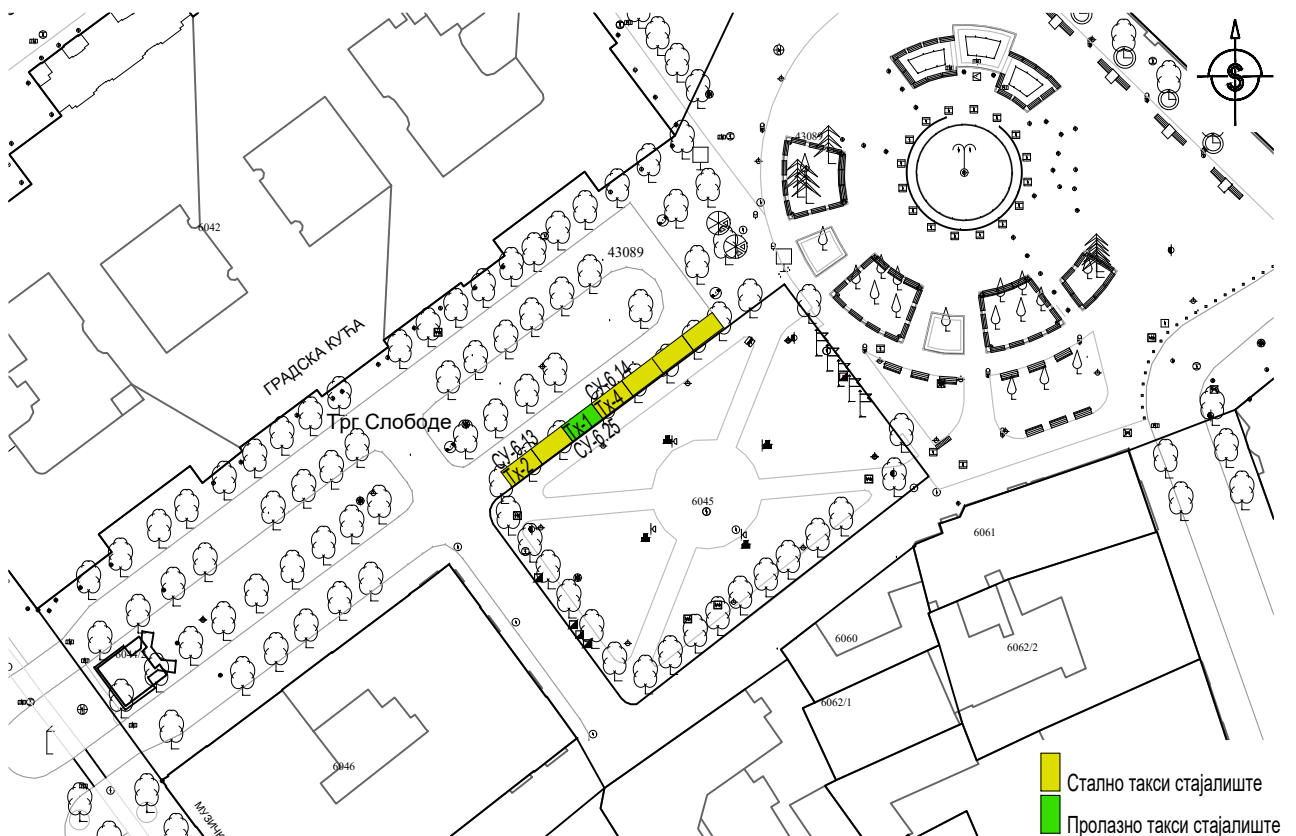 S
43089
6042
43089
ГРАДСКА КУЋА
Трг Слободе
СУ-6.14
Тх-4
Тх-1
СУ-6.25
СУ-6.13
Тх-2
6045
6061
6060
6062/2
6062/1
6044/
6046
Стално такси стајалиште
Пролазно такси стајалиште